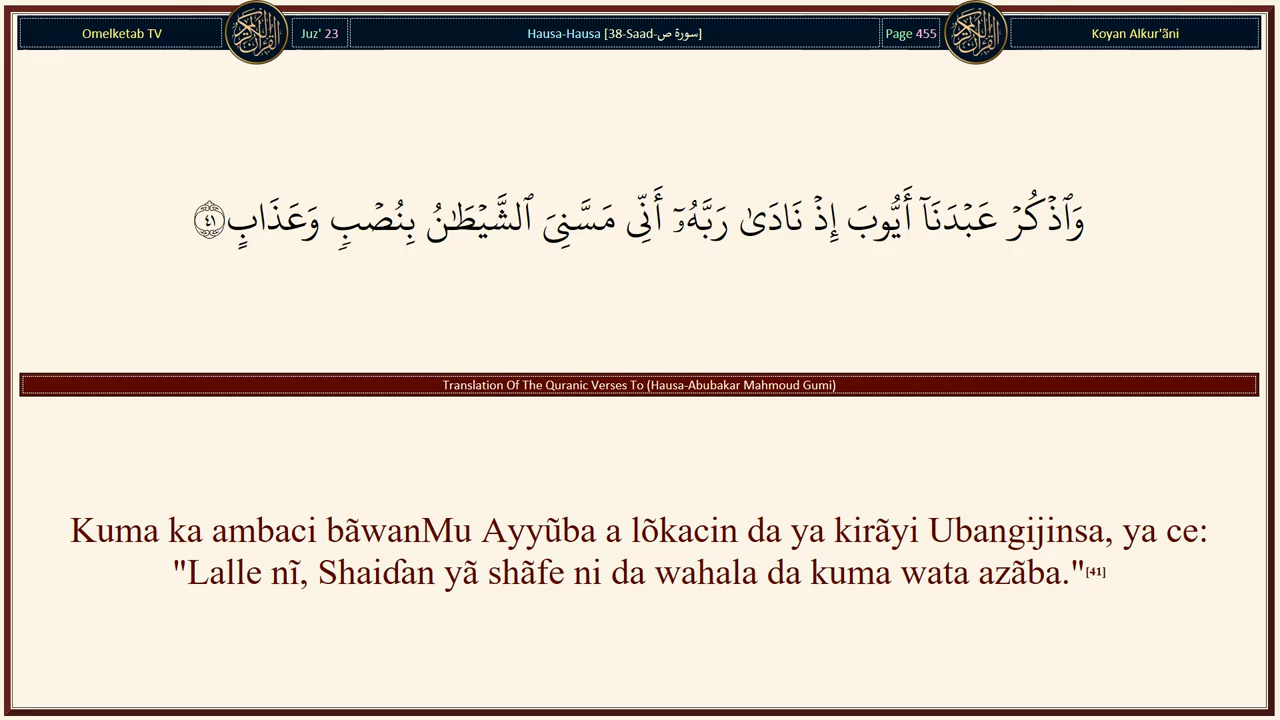 Omelketab TV
Juz' 23
Hausa-Hausa [38-Saad-سورة ص]
Page 455
Koyan Alƙur'ãni
وَٱذۡكُرۡ عَبۡدَنَآ أَيُّوبَ إِذۡ نَادَىٰ رَبَّهُۥٓ أَنِّى مَسَّنِىَ ٱلشَّيۡطَٰنُ بِنُصۡبٖ وَعَذَابٍ ٤١
Translation Of The Quranic Verses To (Hausa-Abubakar Mahmoud Gumi)
Kuma ka ambaci bãwanMu Ayyũba a lõkacin da ya kirãyi Ubangijinsa, ya ce:
"Lalle nĩ, Shaiɗan yã shãfe ni da wahala da kuma wata azãba."[41]